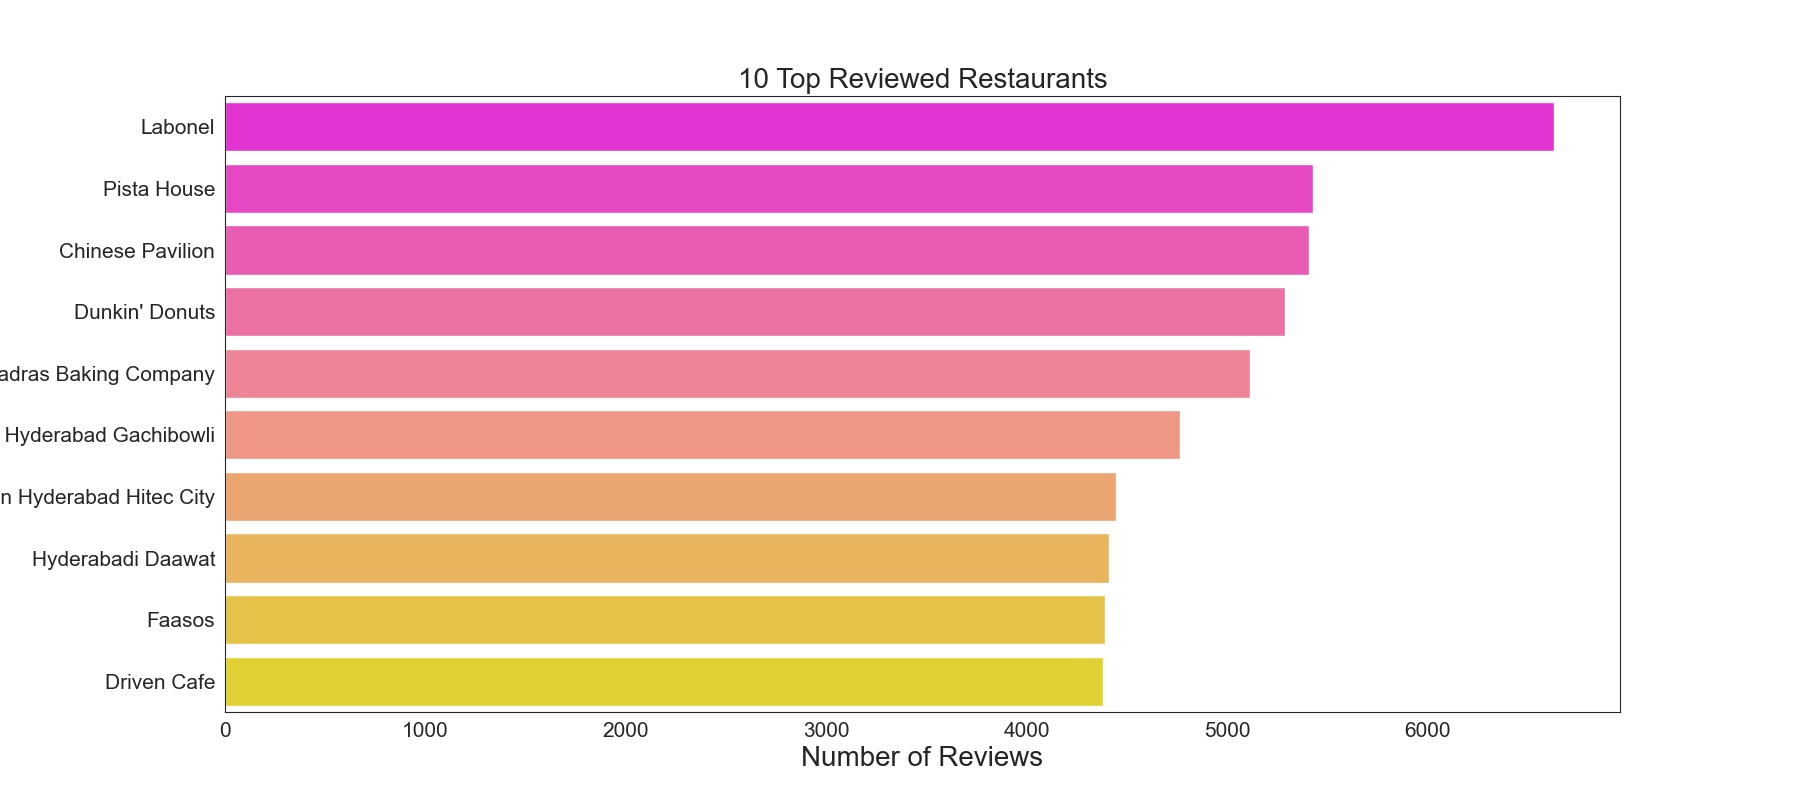 10 Top Reviewed Restaurants
Labonel
Pista House
Chinese Pavilion
Dunkin' Donuts
adras Baking Company
Hyderabad Gachibowli
n Hyderabad Hitec City
Hyderabadi Daawat
Faasos
Driven Cafe
0 1000 2000 3000 4000 5000 6000
Number of Reviews